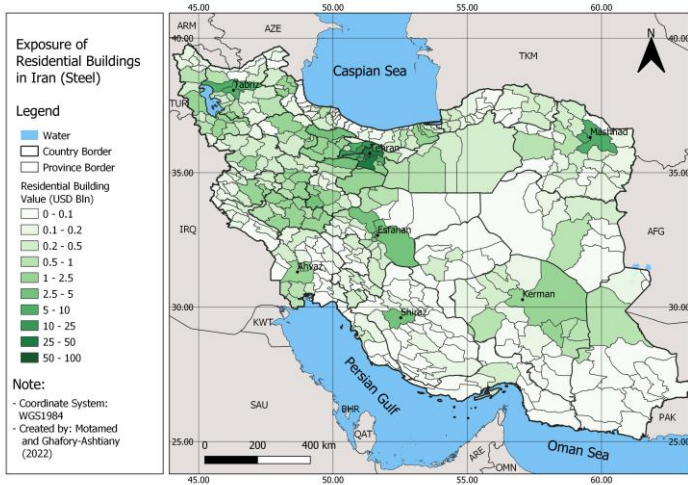 Exposure of
Residential Buildings
in Iran (Steel)
Legend
Water
Country Border
Province Border
Residential Building
Value (USD Bln)
0 - 0.1
0.1 - 0.2
0.2 - 0.5
0.5 - 1
1 - 2.5
2.5 - 5
5 - 10
10 - 25
25 - 50
50 - 100
Note:
- Coordinate System:
WGS1984
- Created by: Motamed
and Ghafory-Ashtiany
(2022)
45.00 50.00 55.00 60.00
40.00 40.00
ARM
AZE
TKM
N
Caspian Sea
Tabriz
TUR
Mashhad
Tehran
35.00 35.00
IRQ
Esfahan
AFG
Ahvaz
30.00 30.00
Kerman
Shiraz
KWT
Persian Gulf
SAU
BHR
QAT
PAK
25.00 25.00
Oman Sea
ARE
OMN
0 200 400 km
45.00 50.00 55.00 60.00